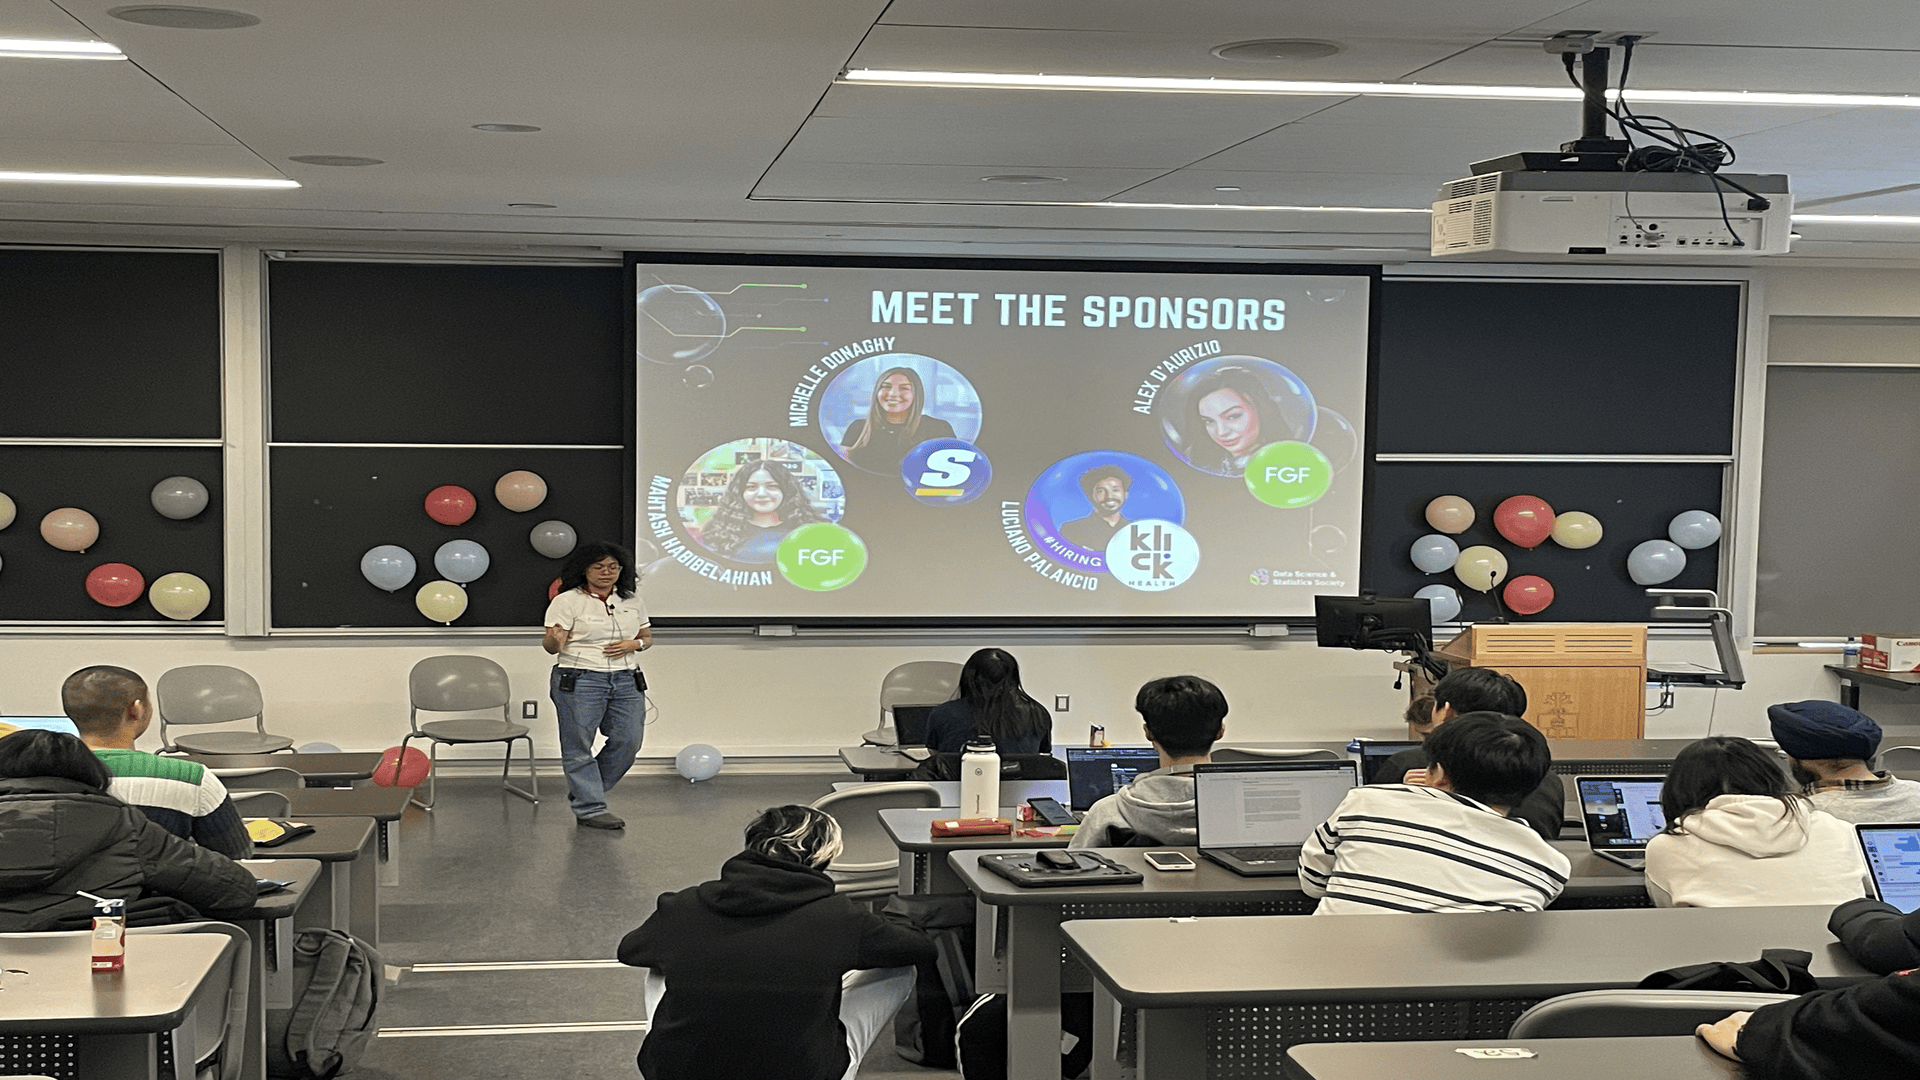 MEET THE SPONSORS
MICHELLE DONAGHY
ALEX D'AURIZIO
S
FGF
MAHTASH HABIBELAHIAN
FGF
LUCIANO PALANCIO
#HIRING
klick
HEALTH
Data Science &
Statistics Society
Canon